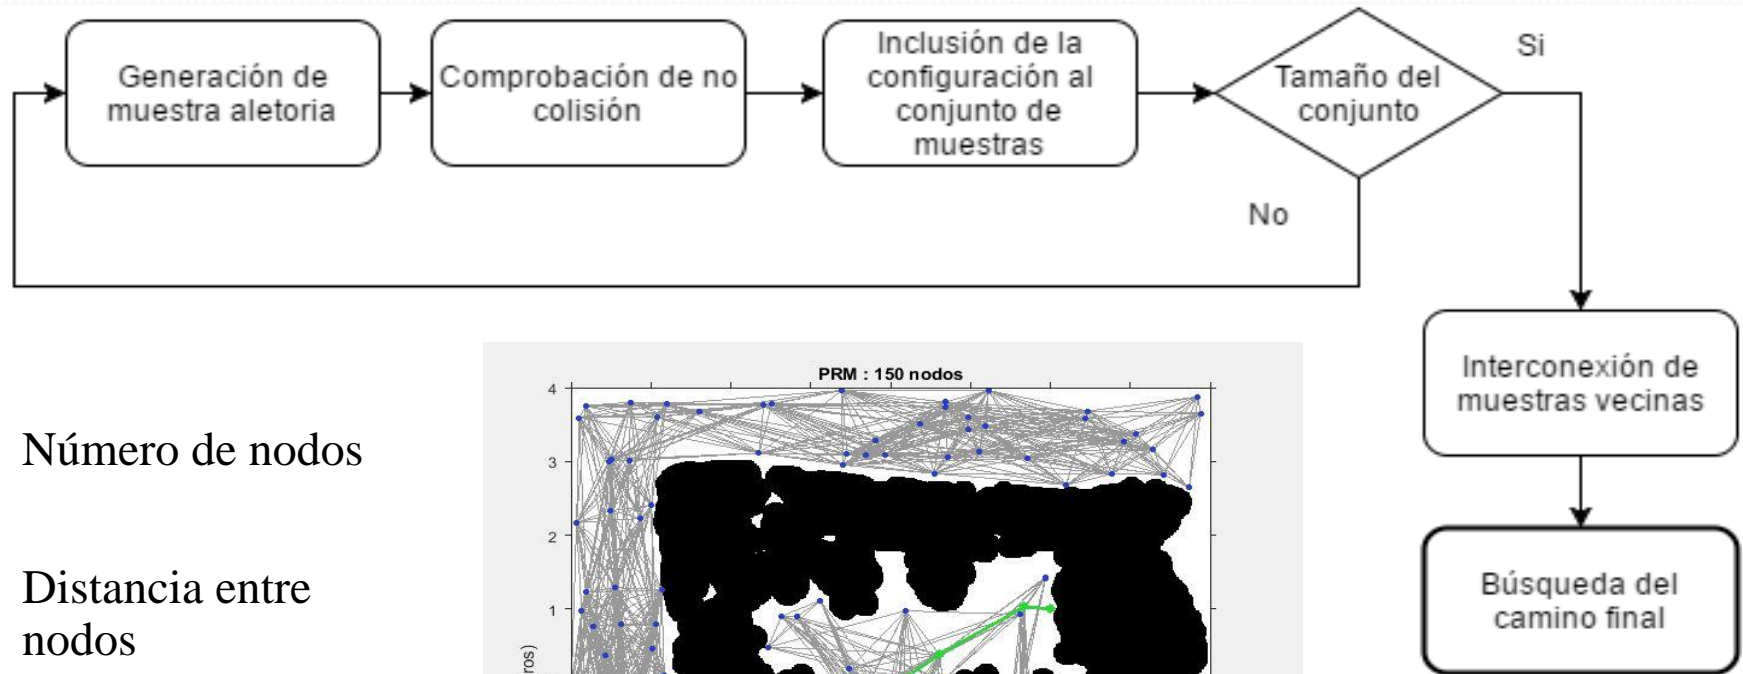 Generación de
muestra aletoria
Comprobación de no
colisión
Inclusión de la
configuración al
conjunto de
muestras
Tamaño del
conjunto
Si
No
Interconexión de
muestras vecinas
Búsqueda del
camino final
Número de nodos
Distancia entre
nodos
PRM : 150 nodos
4
3
2
1